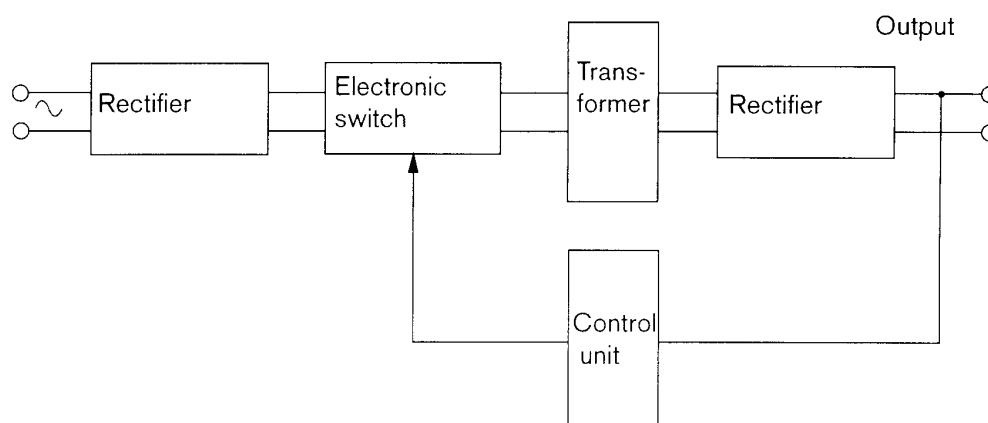 Output
Rectifier
Electronic
switch
Trans-
former
Rectifier
Control
unit